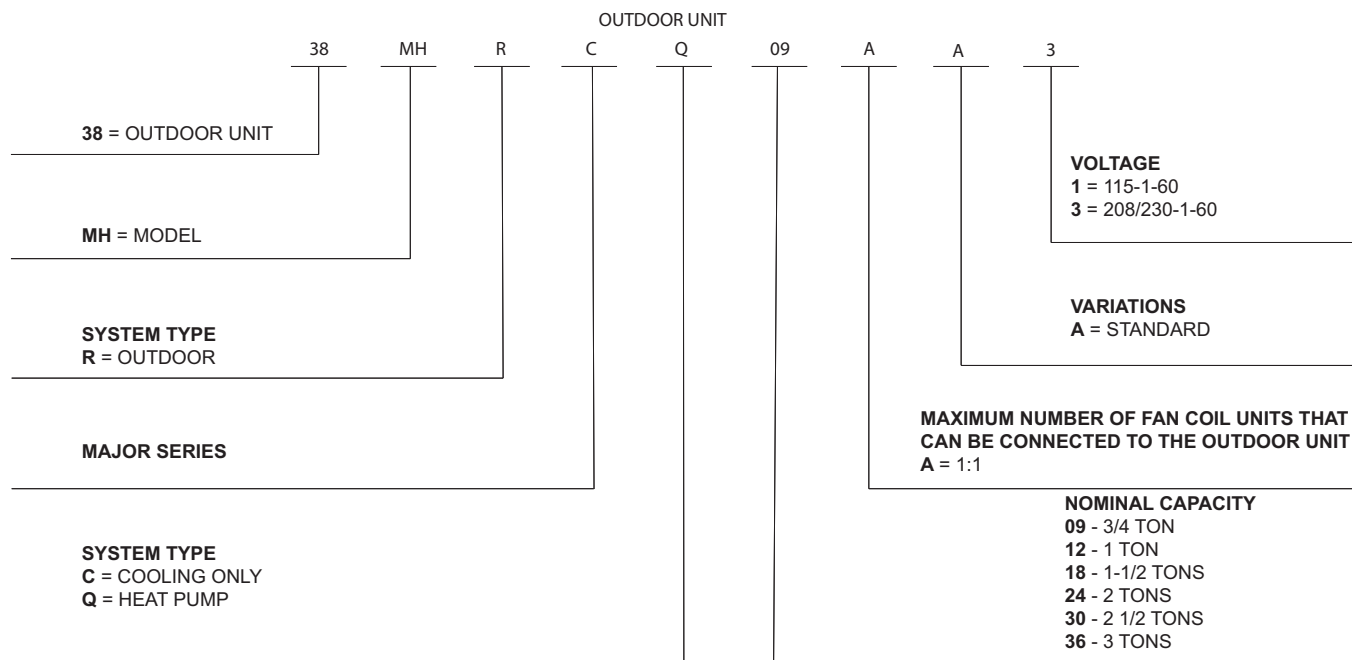 OUTDOOR UNIT
38 MH R C Q 09 A A 3
38 = OUTDOOR UNIT
MH = MODEL
SYSTEM TYPE
R = OUTDOOR
MAJOR SERIES
SYSTEM TYPE
C = COOLING ONLY
Q = HEAT PUMP
VOLTAGE
1 = 115-1-60
3 = 208/230-1-60
VARIATIONS
A = STANDARD
MAXIMUM NUMBER OF FAN COIL UNITS THAT
CAN BE CONNECTED TO THE OUTDOOR UNIT
A = 1:1
NOMINAL CAPACITY
09 - 3/4 TON
12 - 1 TON
18 - 1-1/2 TONS
24 - 2 TONS
30 - 2 1/2 TONS
36 - 3 TONS